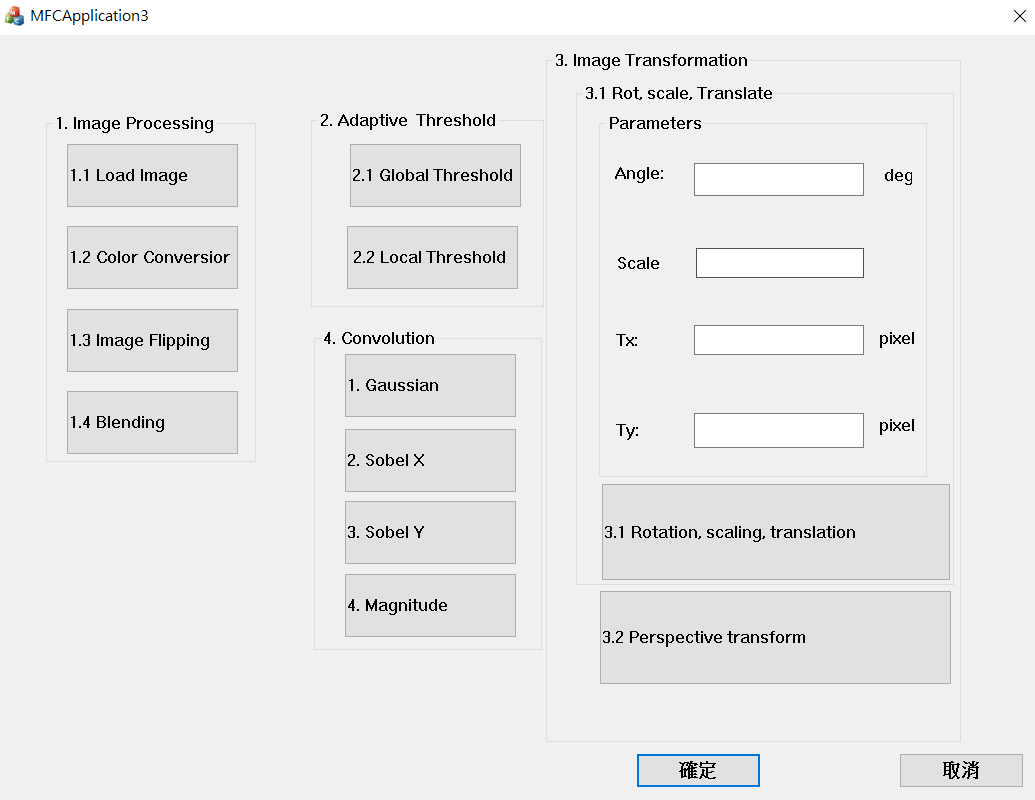 MFCApplication3
1. Image Processing
1.1 Load Image
1.2 Color Conversior
1.3 Image Flipping
1.4 Blending
2. Adaptive Threshold
2.1 Global Threshold
2.2 Local Threshold
4. Convolution
1. Gaussian
2. Sobel X
3. Sobel Y
4. Magnitude
3. Image Transformation
3.1 Rot, scale, Translate
Parameters
Angle: deg
Scale
Tx: pixel
Ty: pixel
3.1 Rotation, scaling, translation
3.2 Perspective transform
確定
取消